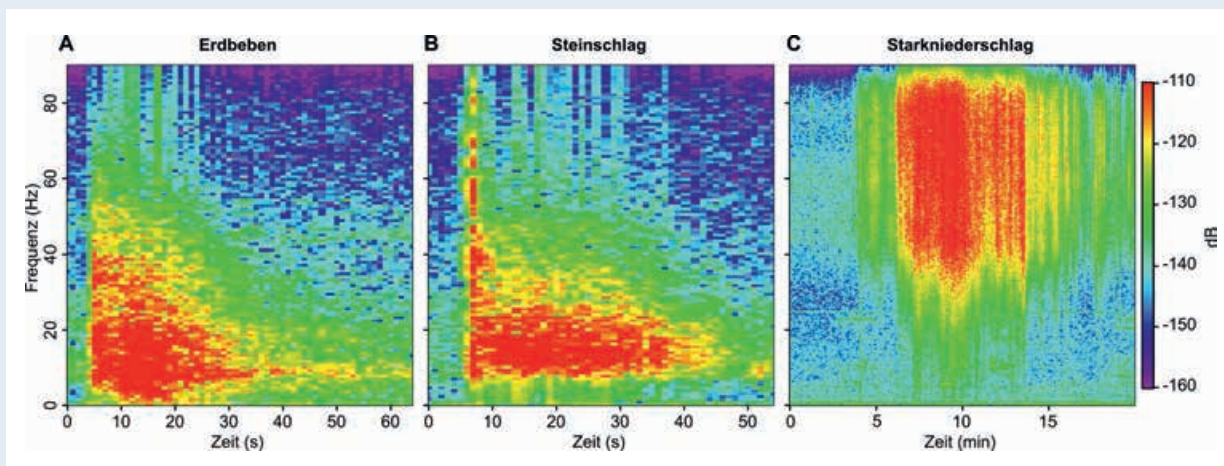 A Erdbeben
B Steinschlag
C Starkniederschlag
Frequenz (Hz)
80
60
40
20
0
0 10 20 30 40 50 60
Zeit (s)
0 10 20 30 40 50
Zeit (s)
0 5 10 15
Zeit (min)
-110
-120
-130
-140
-150
-160
dB